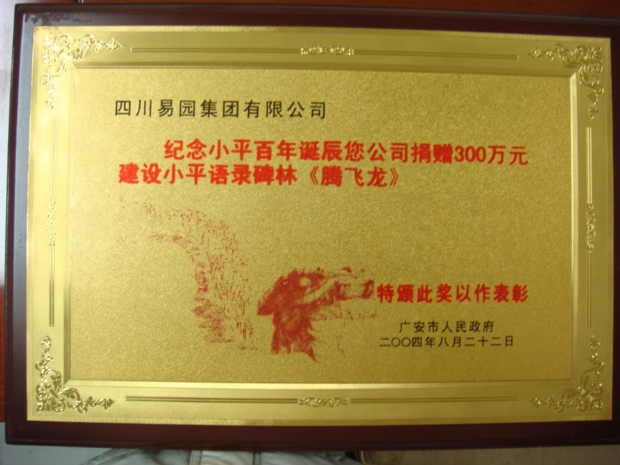 四川易园集团有限公司
纪念小平百年诞辰您公司捐赠300万元
建设小平语录碑林《腾飞龙》
特颁此奖以作表彰
广安市人民政府
二〇〇四年八月二十二日